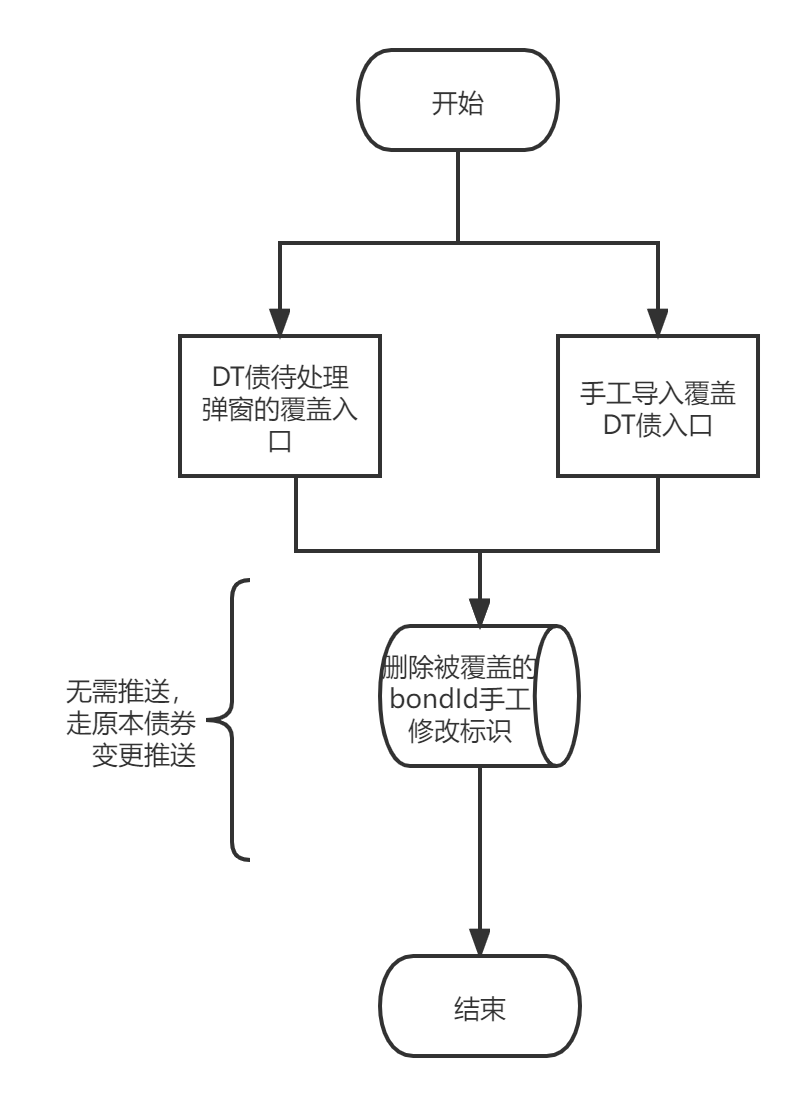 开始
DT债待处理
弹窗的覆盖入
口
手工导入覆盖
DT债入口
删除被覆盖的
bondId手工
修改标识
无需推送，
走原本债券
变更推送
结束